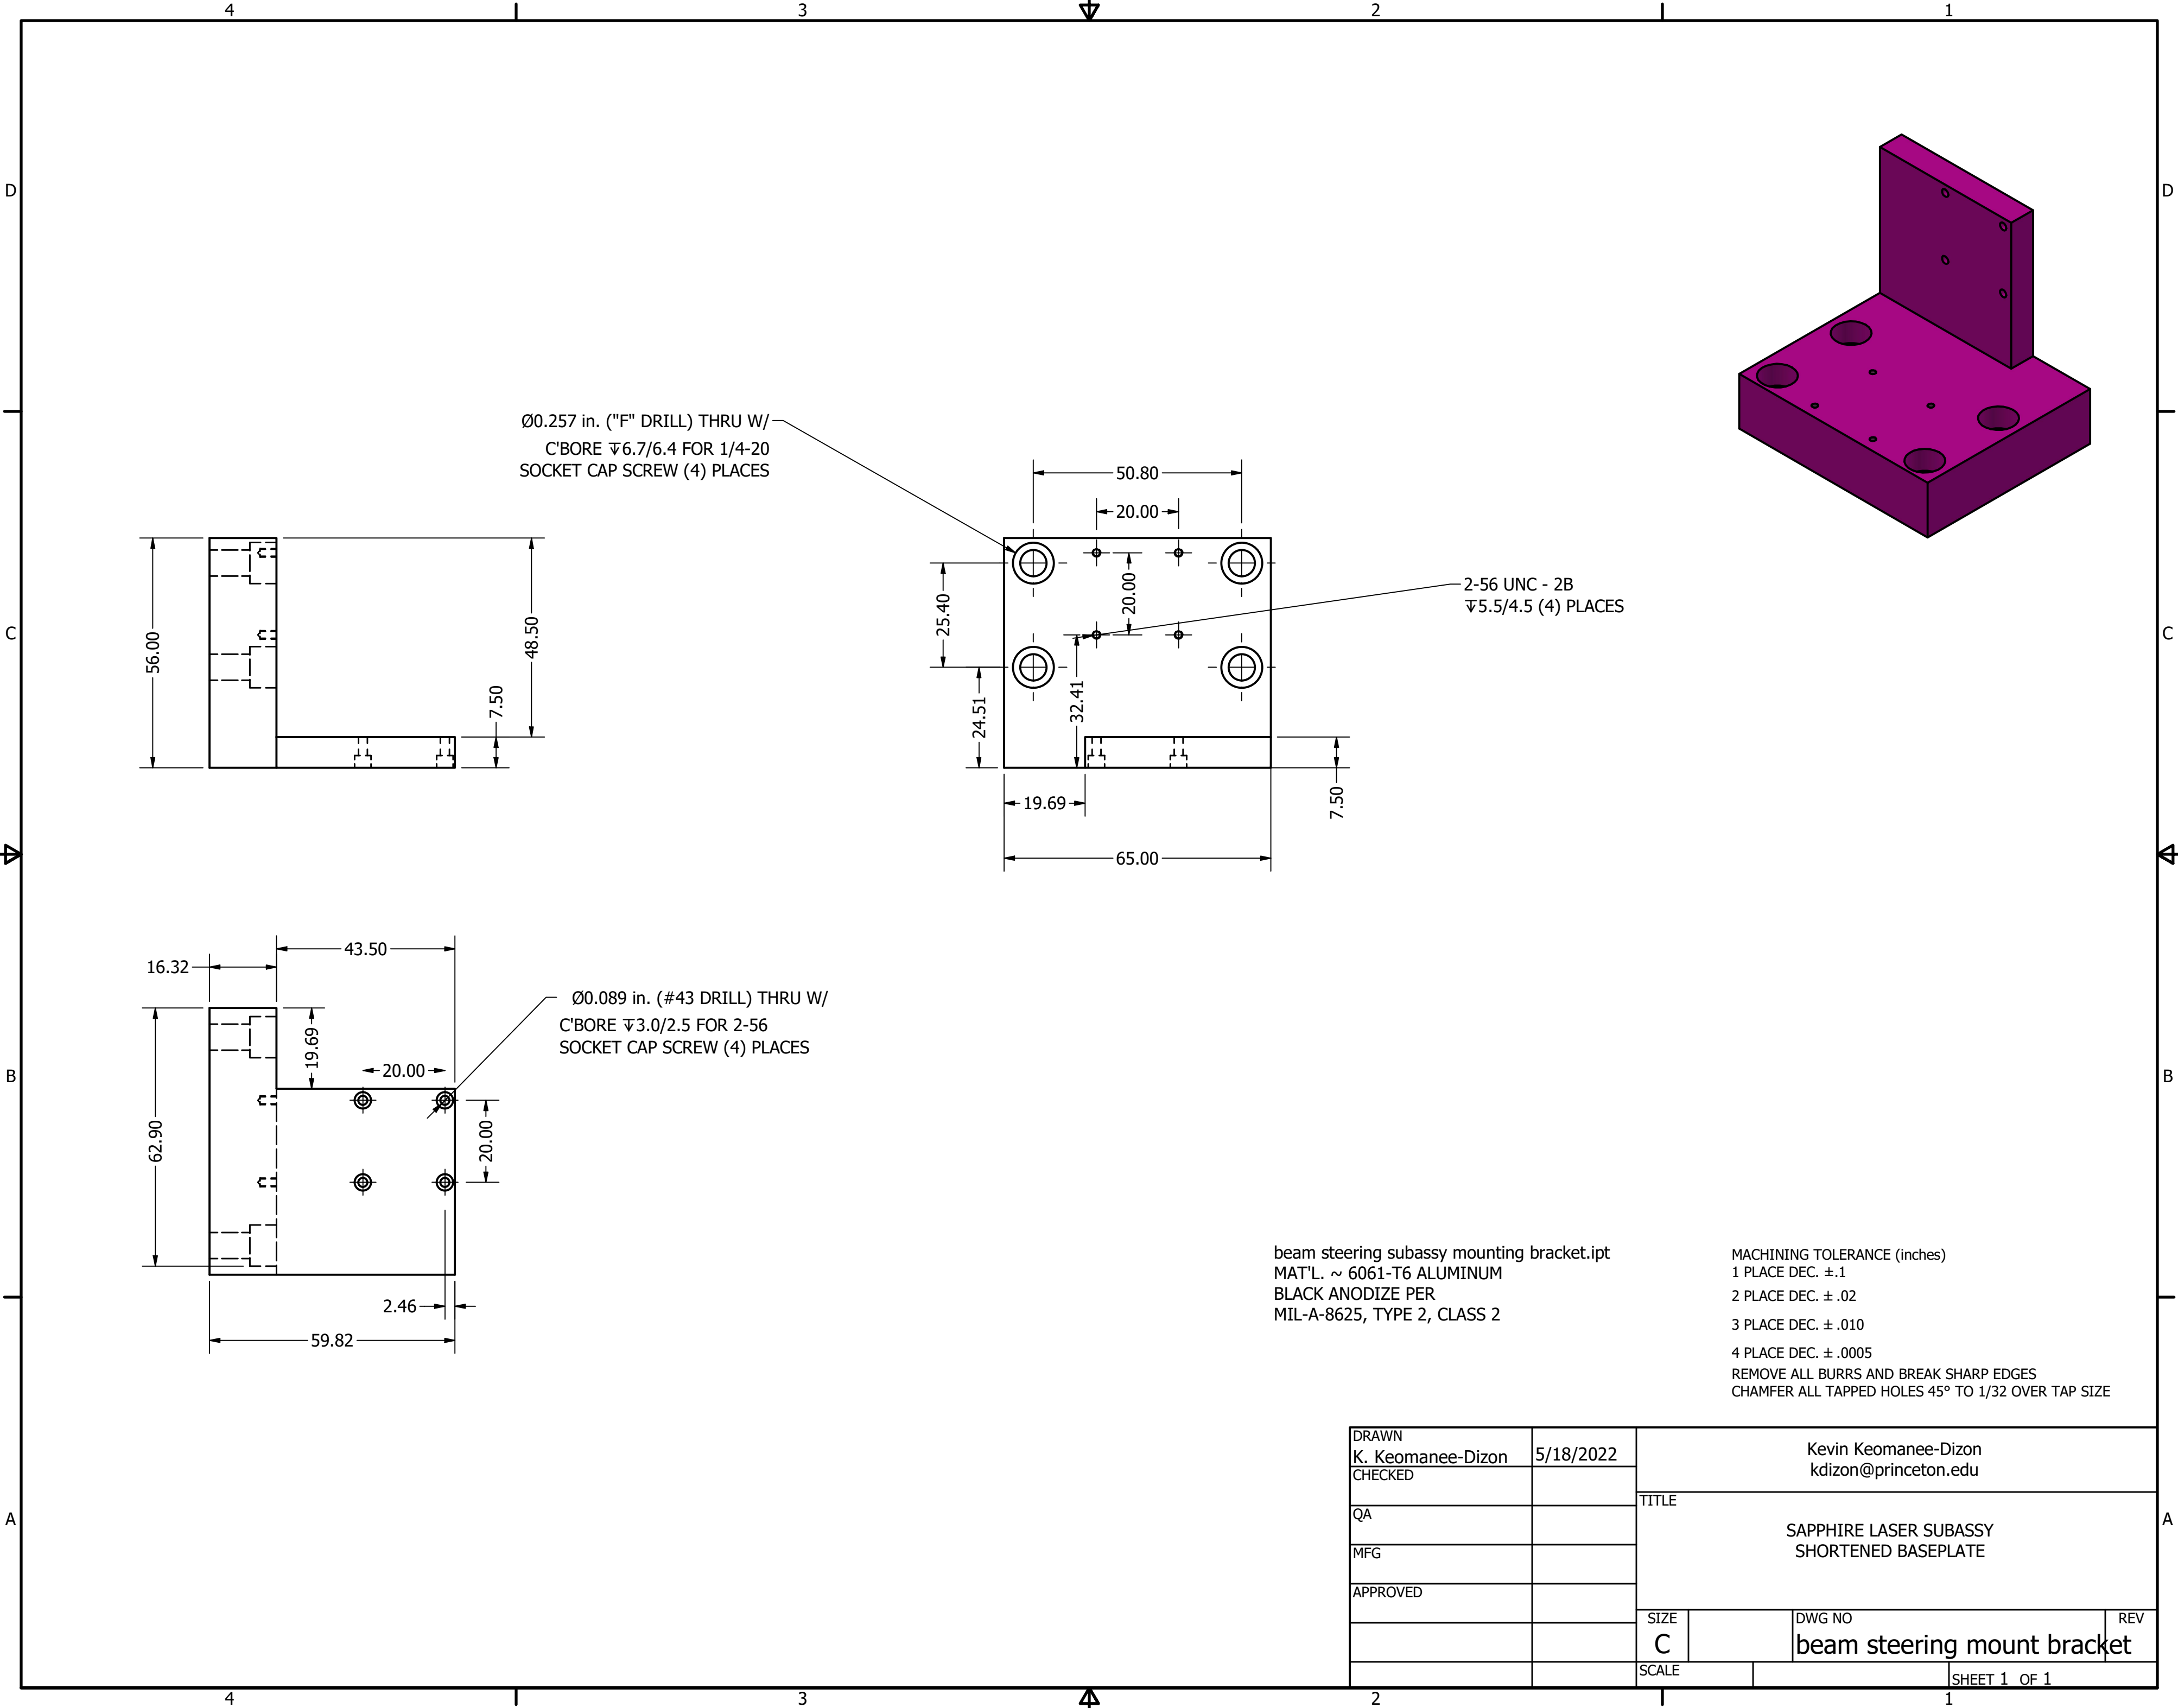 4
3
2
1
D
D
Ø0.257 in. ("F" DRILL) THRU W/
C'BORE ↧6.7/6.4 FOR 1/4-20
SOCKET CAP SCREW (4) PLACES
50.80
20.00
20.00
25.40
24.51
32.41
2-56 UNC - 2B
↧5.5/4.5 (4) PLACES
C
C
56.00
48.50
7.50
19.69
65.00
7.50
43.50
16.32
19.69
20.00
Ø0.089 in. (#43 DRILL) THRU W/
C'BORE ↧3.0/2.5 FOR 2-56
SOCKET CAP SCREW (4) PLACES
B
B
62.90
20.00
2.46
59.82
beam steering subassy mounting bracket.ipt
MAT'L. ~ 6061-T6 ALUMINUM
BLACK ANODIZE PER
MIL-A-8625, TYPE 2, CLASS 2
MACHINING TOLERANCE (inches)
1 PLACE DEC. ±.1
2 PLACE DEC. ± .02
3 PLACE DEC. ± .010
4 PLACE DEC. ± .0005
REMOVE ALL BURRS AND BREAK SHARP EDGES
CHAMFER ALL TAPPED HOLES 45° TO 1/32 OVER TAP SIZE
A
A
DRAWN
K. Keomanee-Dizon
5/18/2022
CHECKED
QA
MFG
APPROVED
Kevin Keomanee-Dizon
kdizon@princeton.edu
TITLE
SAPPHIRE LASER SUBASSY
SHORTENED BASEPLATE
SIZE
C
DWG NO
beam steering mount bracket
REV
SCALE
SHEET 1 OF 1
4
3
2
1